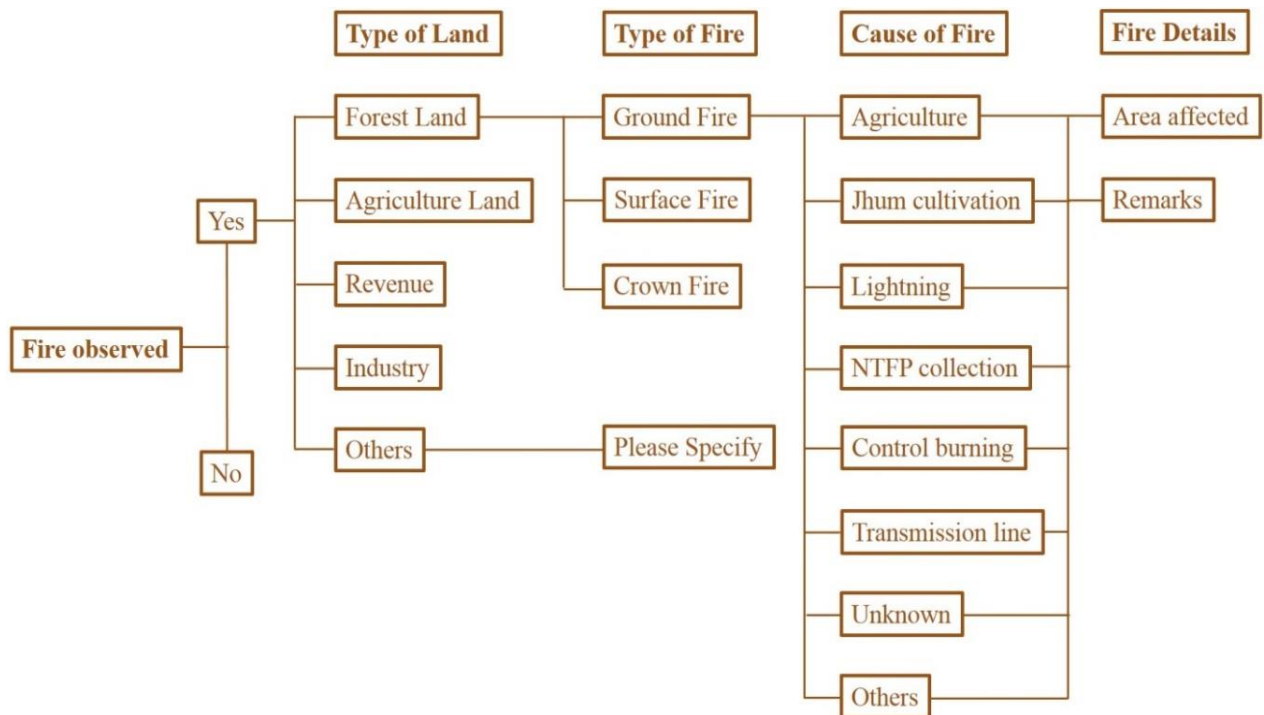 Type of Land
Type of Fire
Cause of Fire
Fire Details
Forest Land
Ground Fire
Agriculture
Area affected
Yes
Agriculture Land
Surface Fire
Jhum cultivation
Remarks
Revenue
Crown Fire
Lightning
Fire observed
Industry
NTFP collection
No
Others
Please Specify
Control burning
Transmission line
Unknown
Others